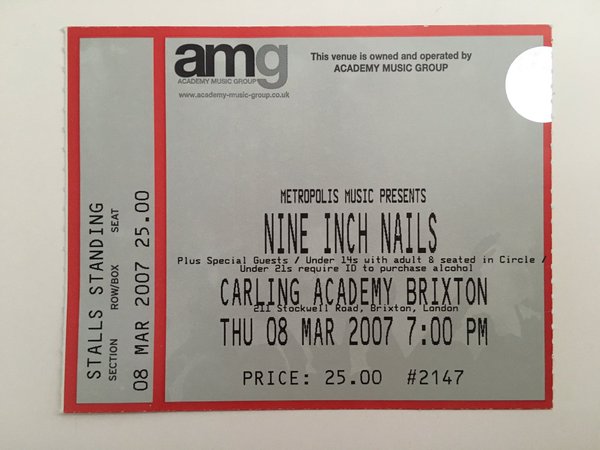 amg
ACADEMY MUSIC GROUP
www.academy-music-group.co.uk
This venue is owned and operated by
ACADEMY MUSIC GROUP
METROPOLIS MUSIC PRESENTS
NINE INCH NAILS
Plus Special Guests / Under 14s with adult & seated in Circle /
Under 21s require ID to purchase alcohol
CARLING ACADEMY BRIXTON
211 Stockwell Road, Brixton, London
THU 08 MAR 2007 7:00 PM
PRICE: 25.00 #2147
STALLS STANDING
SECTION ROW/BOX SEAT
08 MAR 2007 25.00